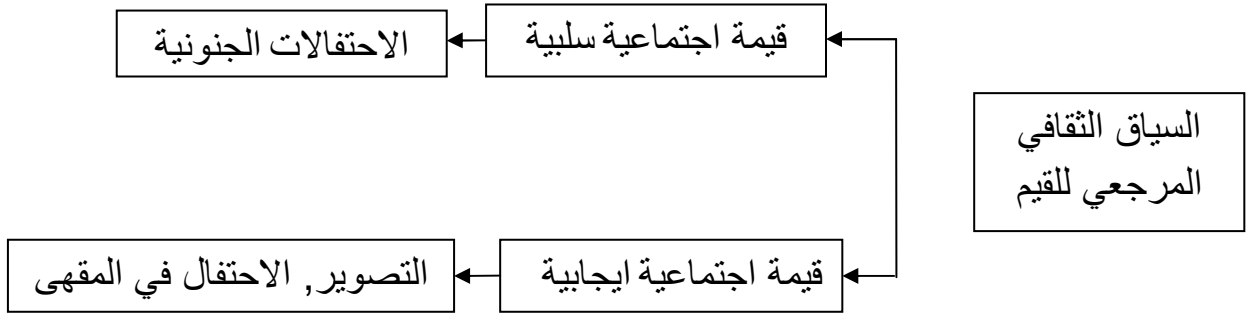 قيمة اجتماعية سلبية
الاحتفالات الجنونية
السياق الثقافي
المرجعي للقيم
قيمة اجتماعية ايجابية
التصوير, الاحتفال في المقهى